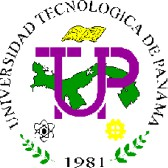 UNIVERSIDAD TECNOLOGICA DE PANAMA
UTP
1981